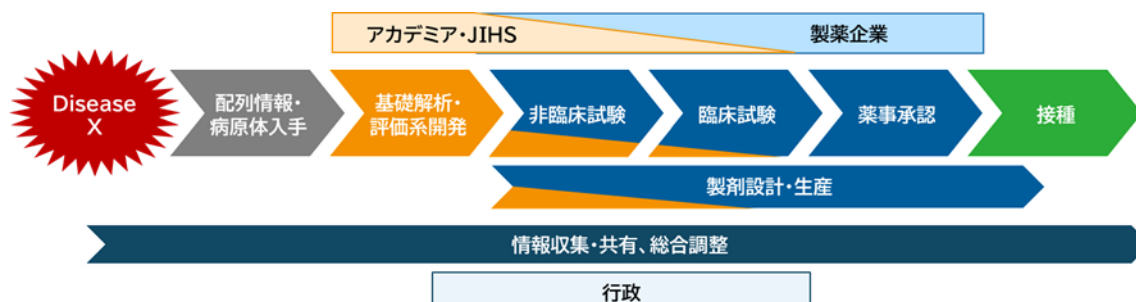 アカデミア・JIHS
製薬企業
Disease
X
配列情報・
病原体入手
基礎解析・
評価系開発
非臨床試験
臨床試験
薬事承認
接種
製剤設計・生産
情報収集・共有、総合調整
行政